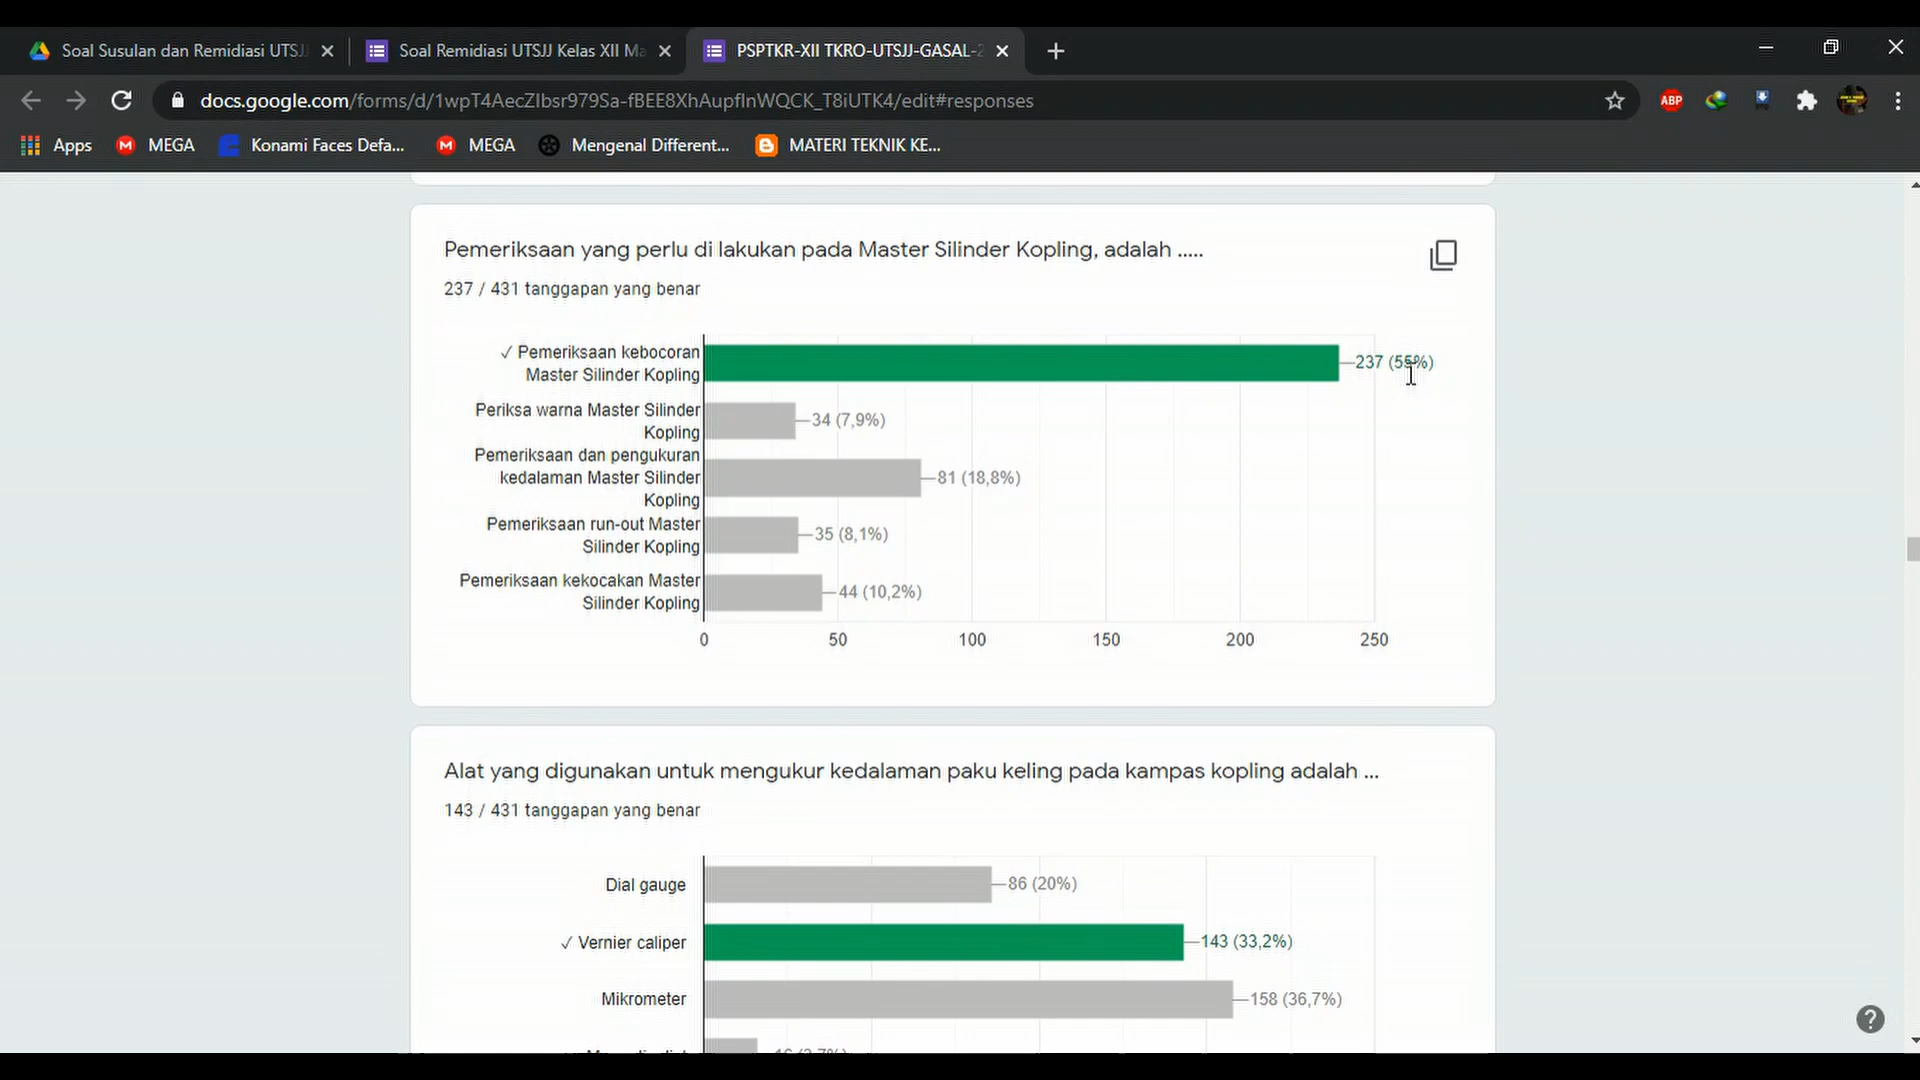 Soal Susulan dan Remidiasi UTSJ
Soal Remidiasi UTSJJ Kelas XII Ma
PSPTKR-XII TKRO-UTSJJ-GASAL-2
docs.google.com/forms/d/1wpT4AecZIbsr979Sa-fBEE8XhAupfInWQCK_T8iUTK4/edit#responses
ABP
Apps
MEGA
Konami Faces Defa...
MEGA
Mengenal Different...
MATERI TEKNIK KE...
Pemeriksaan yang perlu di lakukan pada Master Silinder Kopling, adalah .....
237 / 431 tanggapan yang benar
✓ Pemeriksaan kebocoran
Master Silinder Kopling
237 (55%)
Periksa warna Master Silinder
Kopling
34 (7,9%)
Pemeriksaan dan pengukuran
kedalaman Master Silinder
Kopling
81 (18,8%)
Pemeriksaan run-out Master
Silinder Kopling
35 (8,1%)
Pemeriksaan kekocakan Master
Silinder Kopling
44 (10,2%)
0 50 100 150 200 250
Alat yang digunakan untuk mengukur kedalaman paku keling pada kampas kopling adalah ...
143 / 431 tanggapan yang benar
Dial gauge
86 (20%)
✓ Vernier caliper
143 (33,2%)
Mikrometer
158 (36,7%)